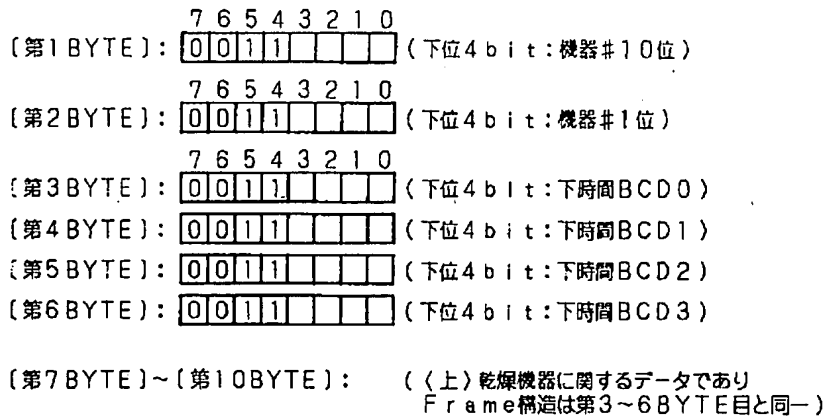 7 6 5 4 3 2 1 0
〔第1BYTE〕: 0 0 1 1 (下位4bit:機器#10位)
7 6 5 4 3 2 1 0
〔第2BYTE〕: 0 0 1 1 (下位4bit:機器#1位)
7 6 5 4 3 2 1 0
〔第3BYTE〕: 0 0 1 1 (下位4bIt:下時間BCD0)
〔第4BYTE〕: 0 0 1 1 (下位4bit:下時間BCD1)
〔第5BYTE〕: 0 0 1 1 (下位4bit:下時間BCD2)
〔第6BYTE〕: 0 0 1 1 (下位4bit:下時間BCD3)
〔第7BYTE〕~〔第10BYTE〕: (〈上〉乾燥機器に関するデータであり
Frame構造は第3~6BYTE目と同一)